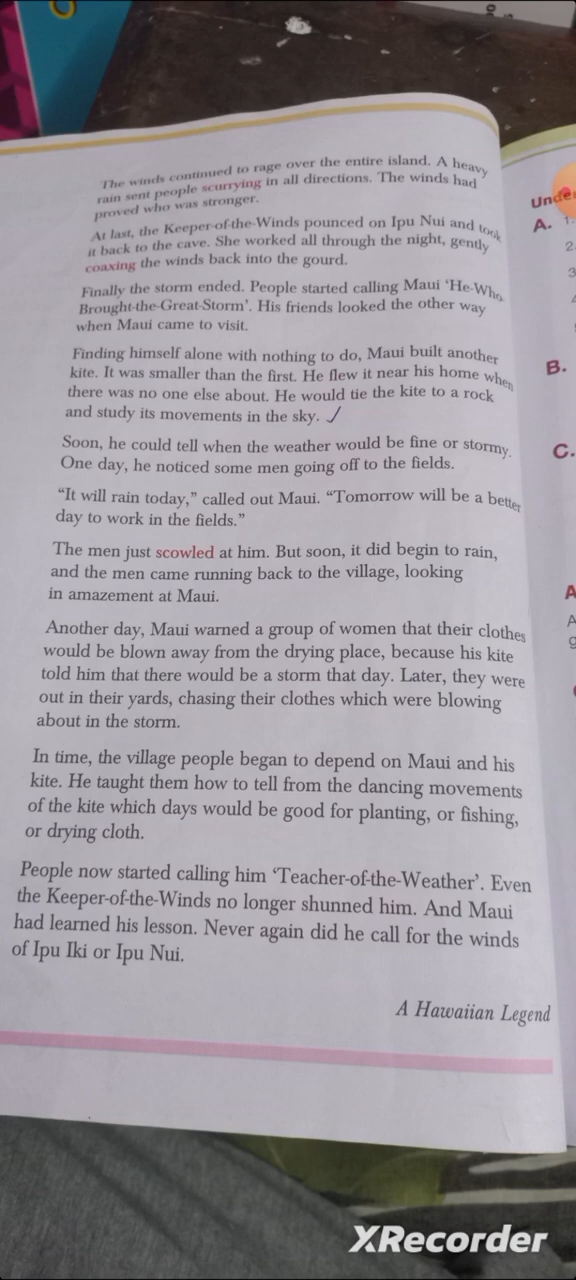 The winds continued to rage over the entire island. A heavy
rain sent people scurrying in all directions. The winds had
proved who was stronger.
At last, the Keeper-of-the-Winds pounced on Ipu Nui and took
it back to the cave. She worked all through the night, gently
coaxing the winds back into the gourd.
Finally the storm ended. People started calling Maui ‘He-Who-
Brought-the-Great-Storm’. His friends looked the other way
when Maui came to visit.
Finding himself alone with nothing to do, Maui built another
kite. It was smaller than the first. He flew it near his home when
there was no one else about. He would tie the kite to a rock
and study its movements in the sky.
Soon, he could tell when the weather would be fine or stormy.
One day, he noticed some men going off to the fields.
“It will rain today,” called out Maui. “Tomorrow will be a better
day to work in the fields.”
The men just scowled at him. But soon, it did begin to rain,
and the men came running back to the village, looking
in amazement at Maui.
Another day, Maui warned a group of women that their clothes
would be blown away from the drying place, because his kite
told him that there would be a storm that day. Later, they were
out in their yards, chasing their clothes which were blowing
about in the storm.
In time, the village people began to depend on Maui and his
kite. He taught them how to tell from the dancing movements
of the kite which days would be good for planting, or fishing,
or drying cloth.
People now started calling him ‘Teacher-of-the-Weather’. Even
the Keeper-of-the-Winds no longer shunned him. And Maui
had learned his lesson. Never again did he call for the winds
of Ipu Iki or Ipu Nui.
A Hawaiian Legend
A. 1.
2
3
B.
C.
A
XRecorder